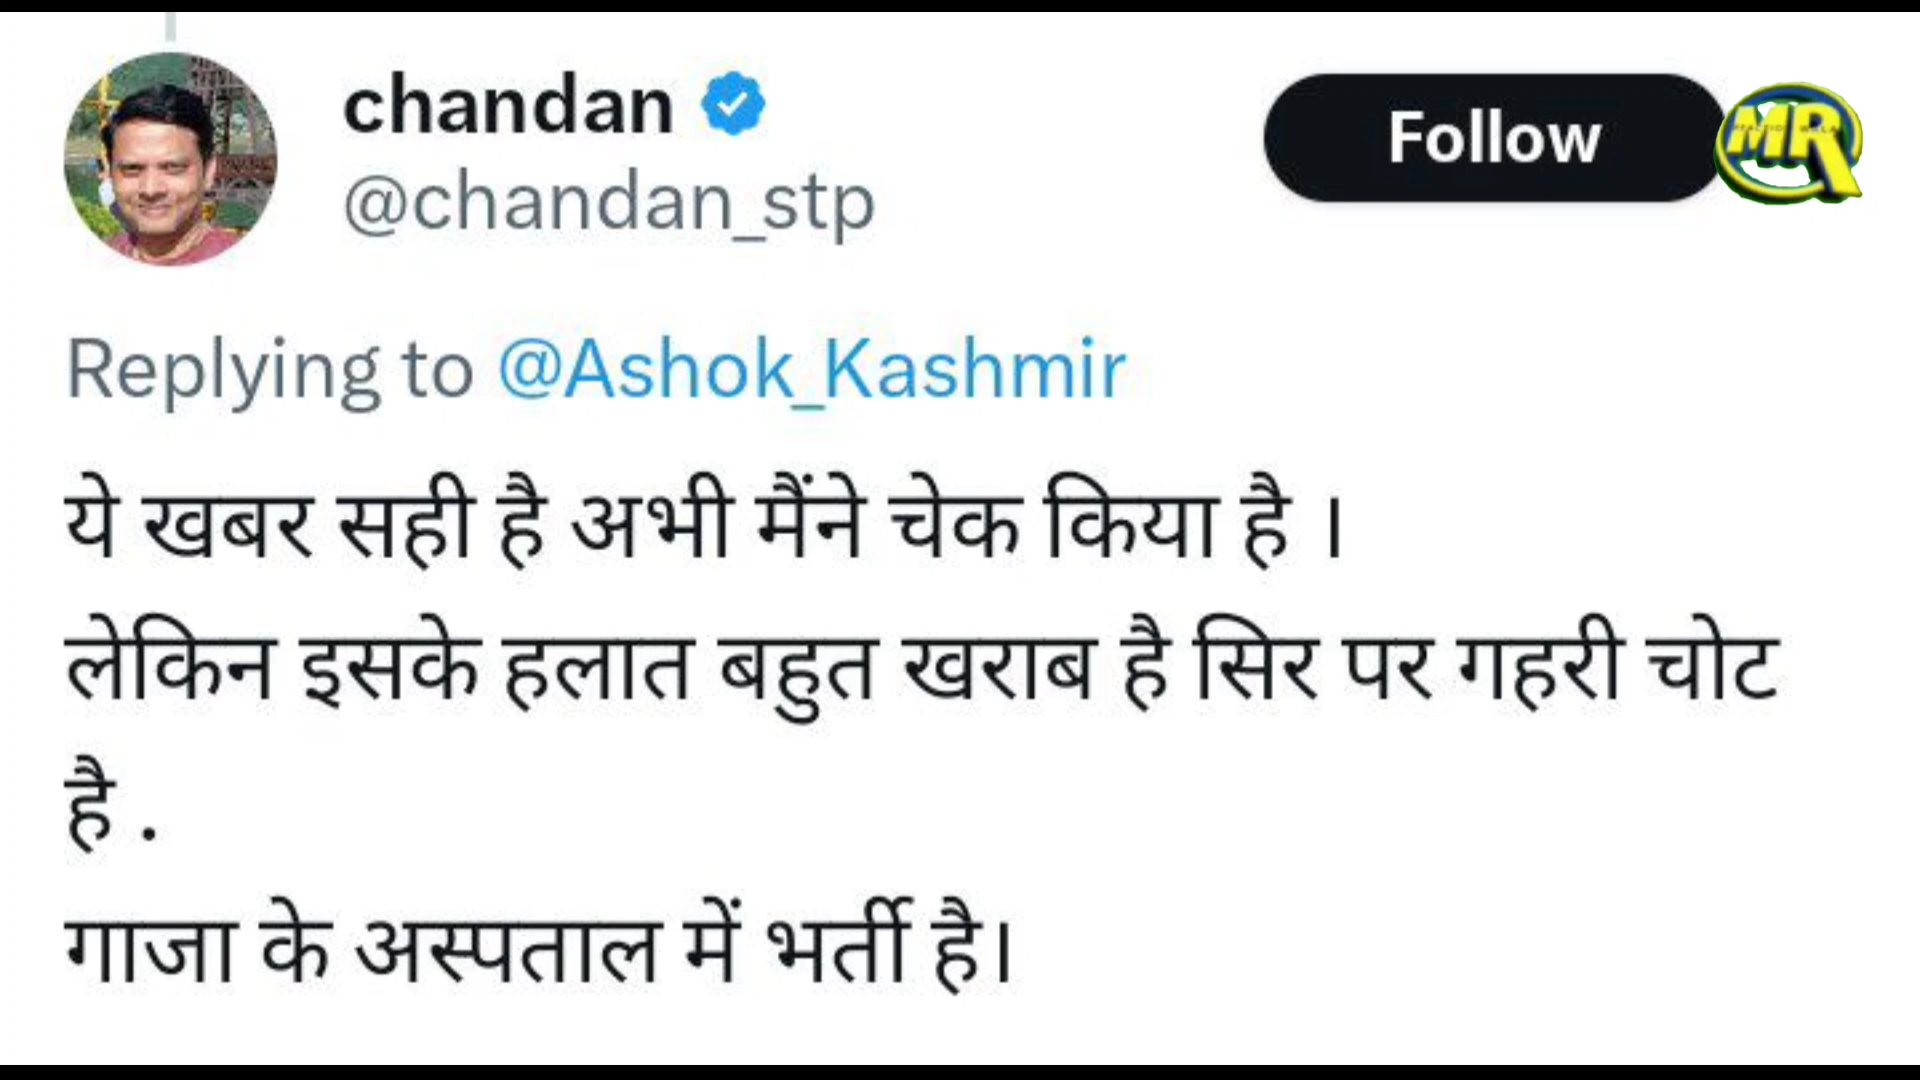 chandan
@chandan_stp
Follow
MR
Replying to @Ashok_Kashmir
ये खबर सही है अभी मैंने चेक किया है ।
लेकिन इसके हलात बहुत खराब है सिर पर गहरी चोट
है .
गाजा के अस्पताल में भर्ती है।